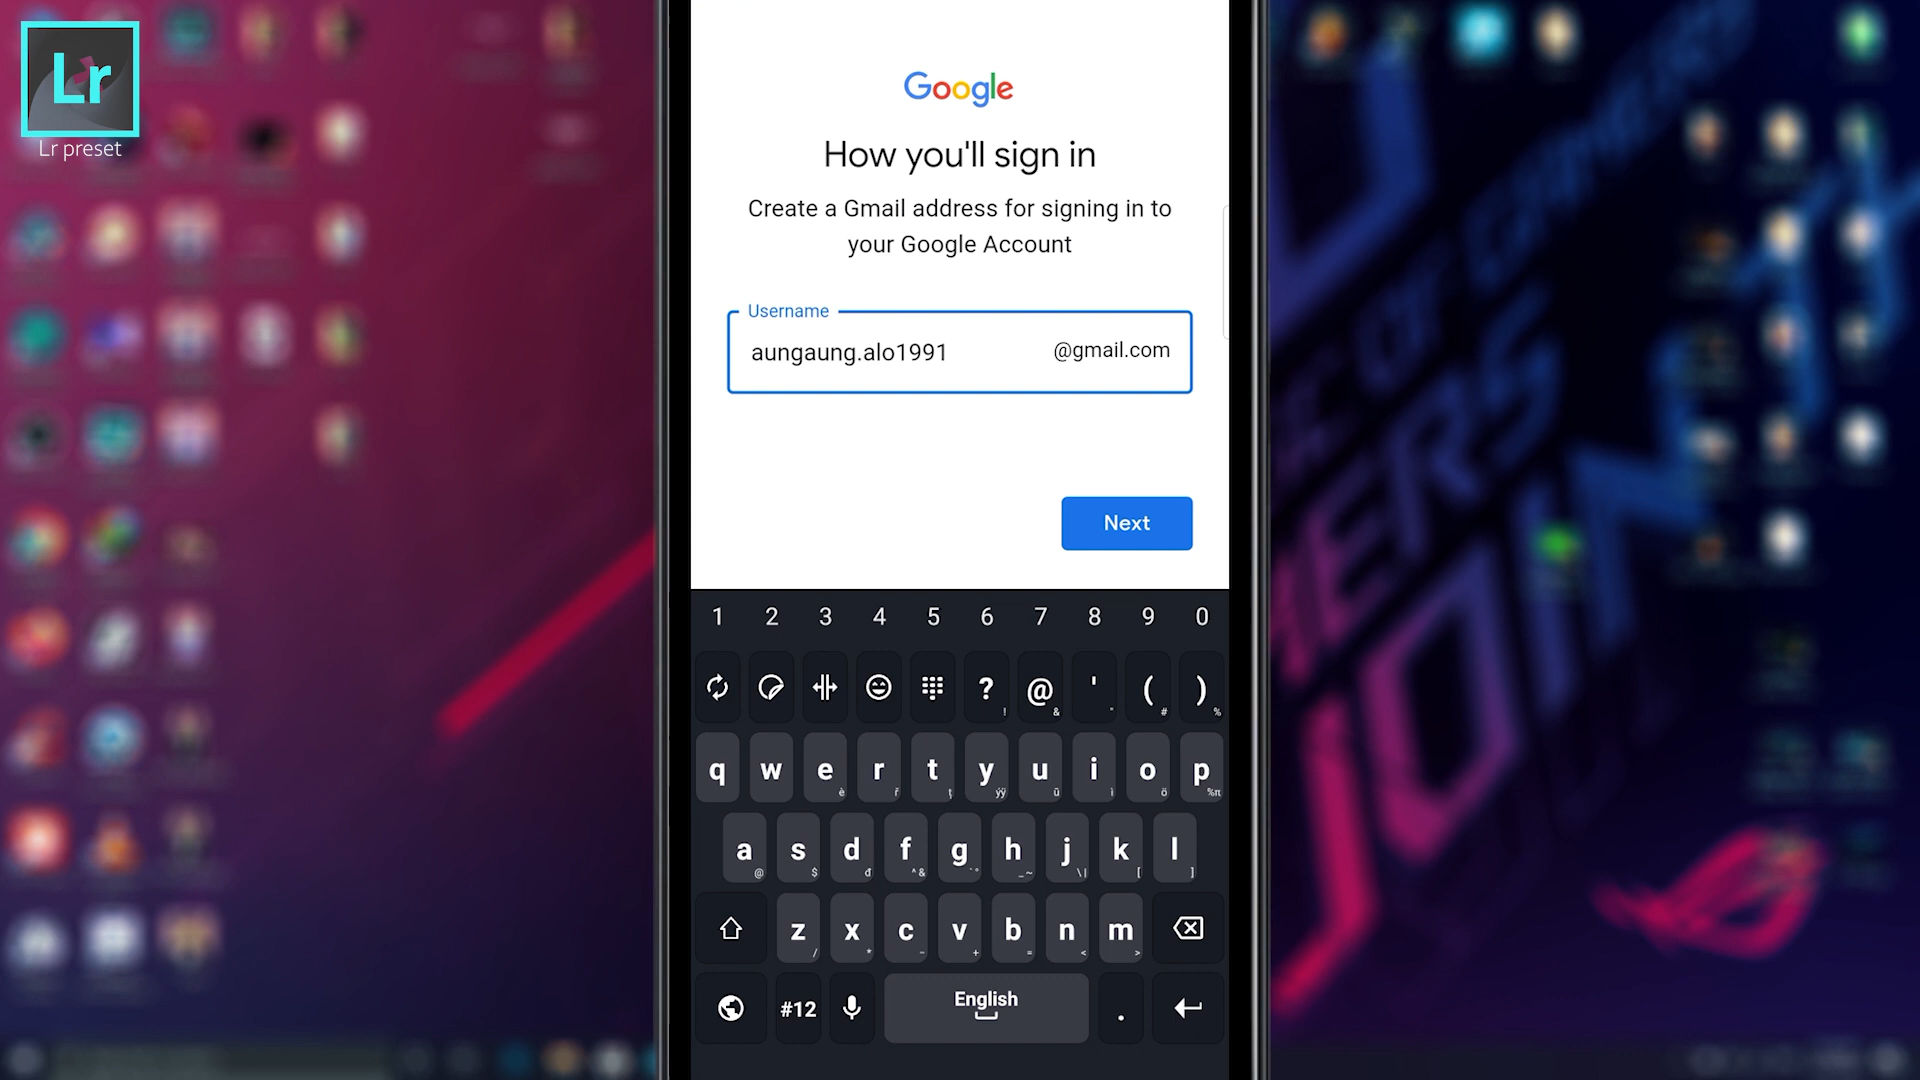 Lr
Lr preset
Google
How you'll sign in
Create a Gmail address for signing in to
your Google Account
Username
aungaung.alo1991 @gmail.com
Next
1 2 3 4 5 6 7 8 9 0
? ! @ & ' " ( # ) %
q w e r t y u i o p
a s d f g h j k l
z x c v b n m
#12 English .